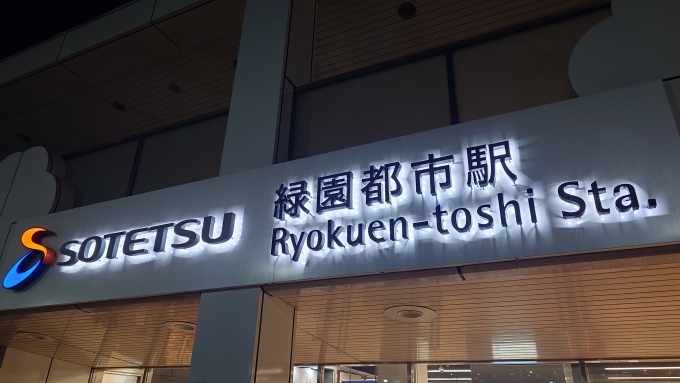 SOTETSU
緑園都市駅
Ryokuen-toshi Sta.